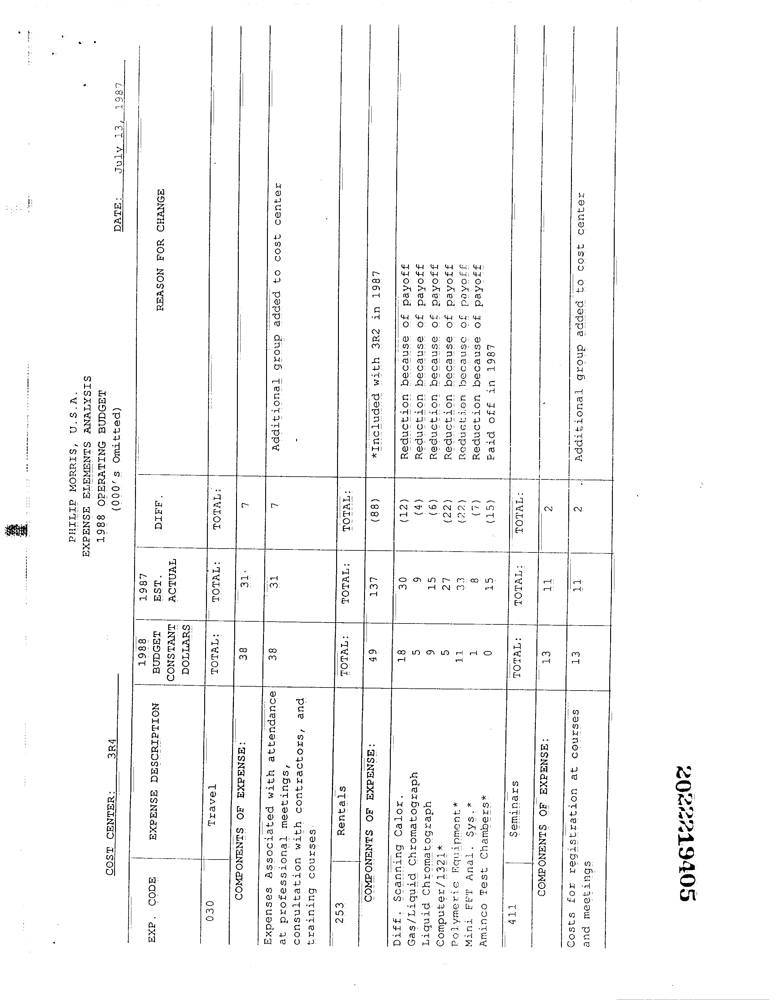 PHILIP MORRIS, U.S.A.
EXPENSE ELEMENTS ANALYSIS
1988 OPERATING BUDGET
(000's Omitted)
COST CENTER: 3R4 DATE: July 13, 1987
EXP. CODE EXPENSE DESCRIPTION 1988 BUDGET CONSTANT DOLLARS 1987 EST. ACTUAL DIFF. REASON FOR CHANGE
030 Travel TOTAL: TOTAL: TOTAL:
COMPONENTS OF EXPENSE: 38 31 7
Expenses Associated with attendance 38 31 7 Additional group added to cost center
at professional meetings,
consultation with contractors, and
training courses
253 Rentals TOTAL: TOTAL: TOTAL:
COMPONENTS OF EXPENSE: 49 137 (88) *Included with 3R2 in 1987
Diff. Scanning Calor. 18 30 (12) Reduction because of payoff
Gas/Liquid Chromatograph 5 9 (4) Reduction because of payoff
Liquid Chromatograph 9 15 (6) Reduction because of payoff
Computer/1321* 5 27 (22) Reduction because of payoff
Polymeric Equipment* 11 33 (22) Reduction because of payoff
Mini FFT Anal. Sys.* 1 8 (7) Reduction because of payoff
Aminco Test Chambers* 0 15 (15) Paid off in 1987
411 Seminars TOTAL: TOTAL: TOTAL:
COMPONENTS OF EXPENSE: 13 11 2
Costs for registration at courses 13 11 2 Additional group added to cost center
and meetings
2022219405